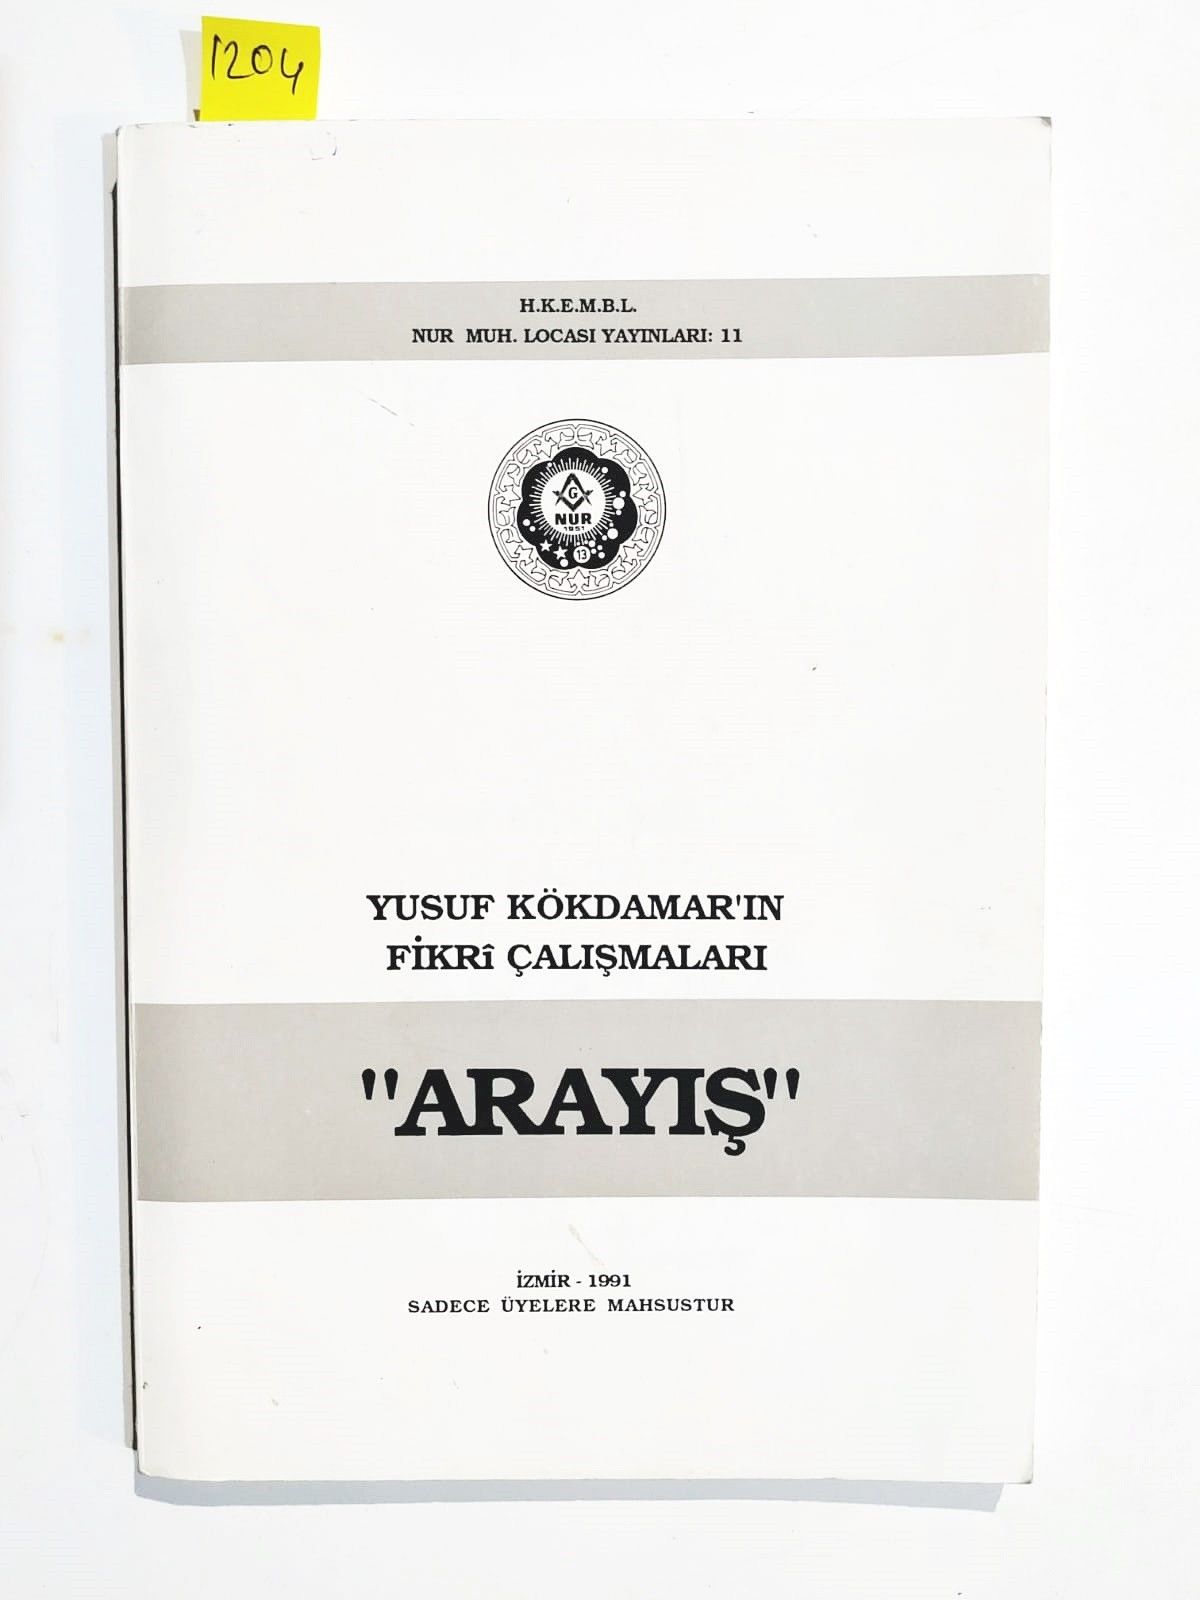 1204
H.K.E.M.B.L.
NUR MUH. LOCASI YAYINLARI: 11
G
NUR
1951
13
YUSUF KÖKDAMAR'IN
FİKRî ÇALIŞMALARI
"ARAYIŞ"
İZMİR - 1991
SADECE ÜYELERE MAHSUSTUR